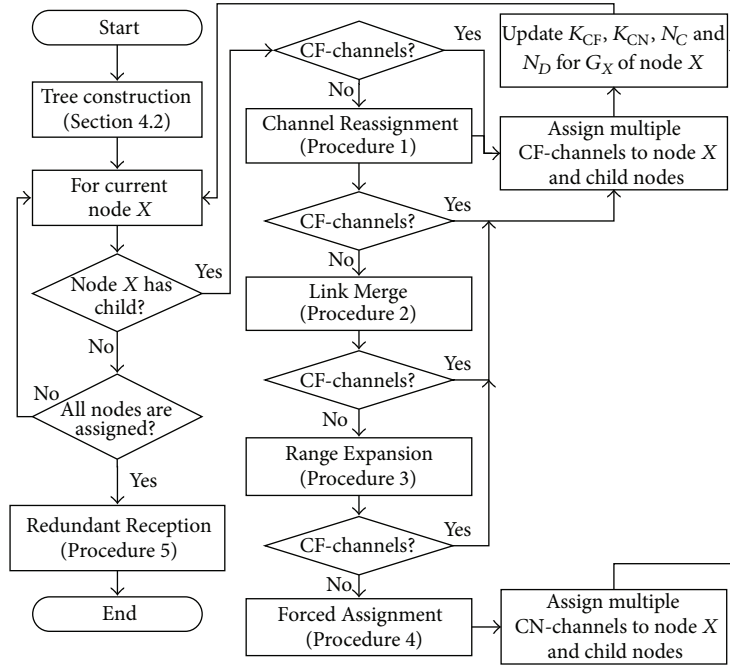 Start
Tree construction
(Section 4.2)
For current
node X
Node X has
child?
Yes
No
All nodes are
assigned?
No
Yes
Redundant Reception
(Procedure 5)
End
CF-channels?
Yes
No
Channel Reassignment
(Procedure 1)
CF-channels?
Yes
No
Link Merge
(Procedure 2)
CF-channels?
Yes
No
Range Expansion
(Procedure 3)
CF-channels?
Yes
No
Forced Assignment
(Procedure 4)
Update K_CF, K_CN, N_C and
N_D for G_X of node X
Assign multiple
CF-channels to node X
and child nodes
Assign multiple
CN-channels to node X
and child nodes